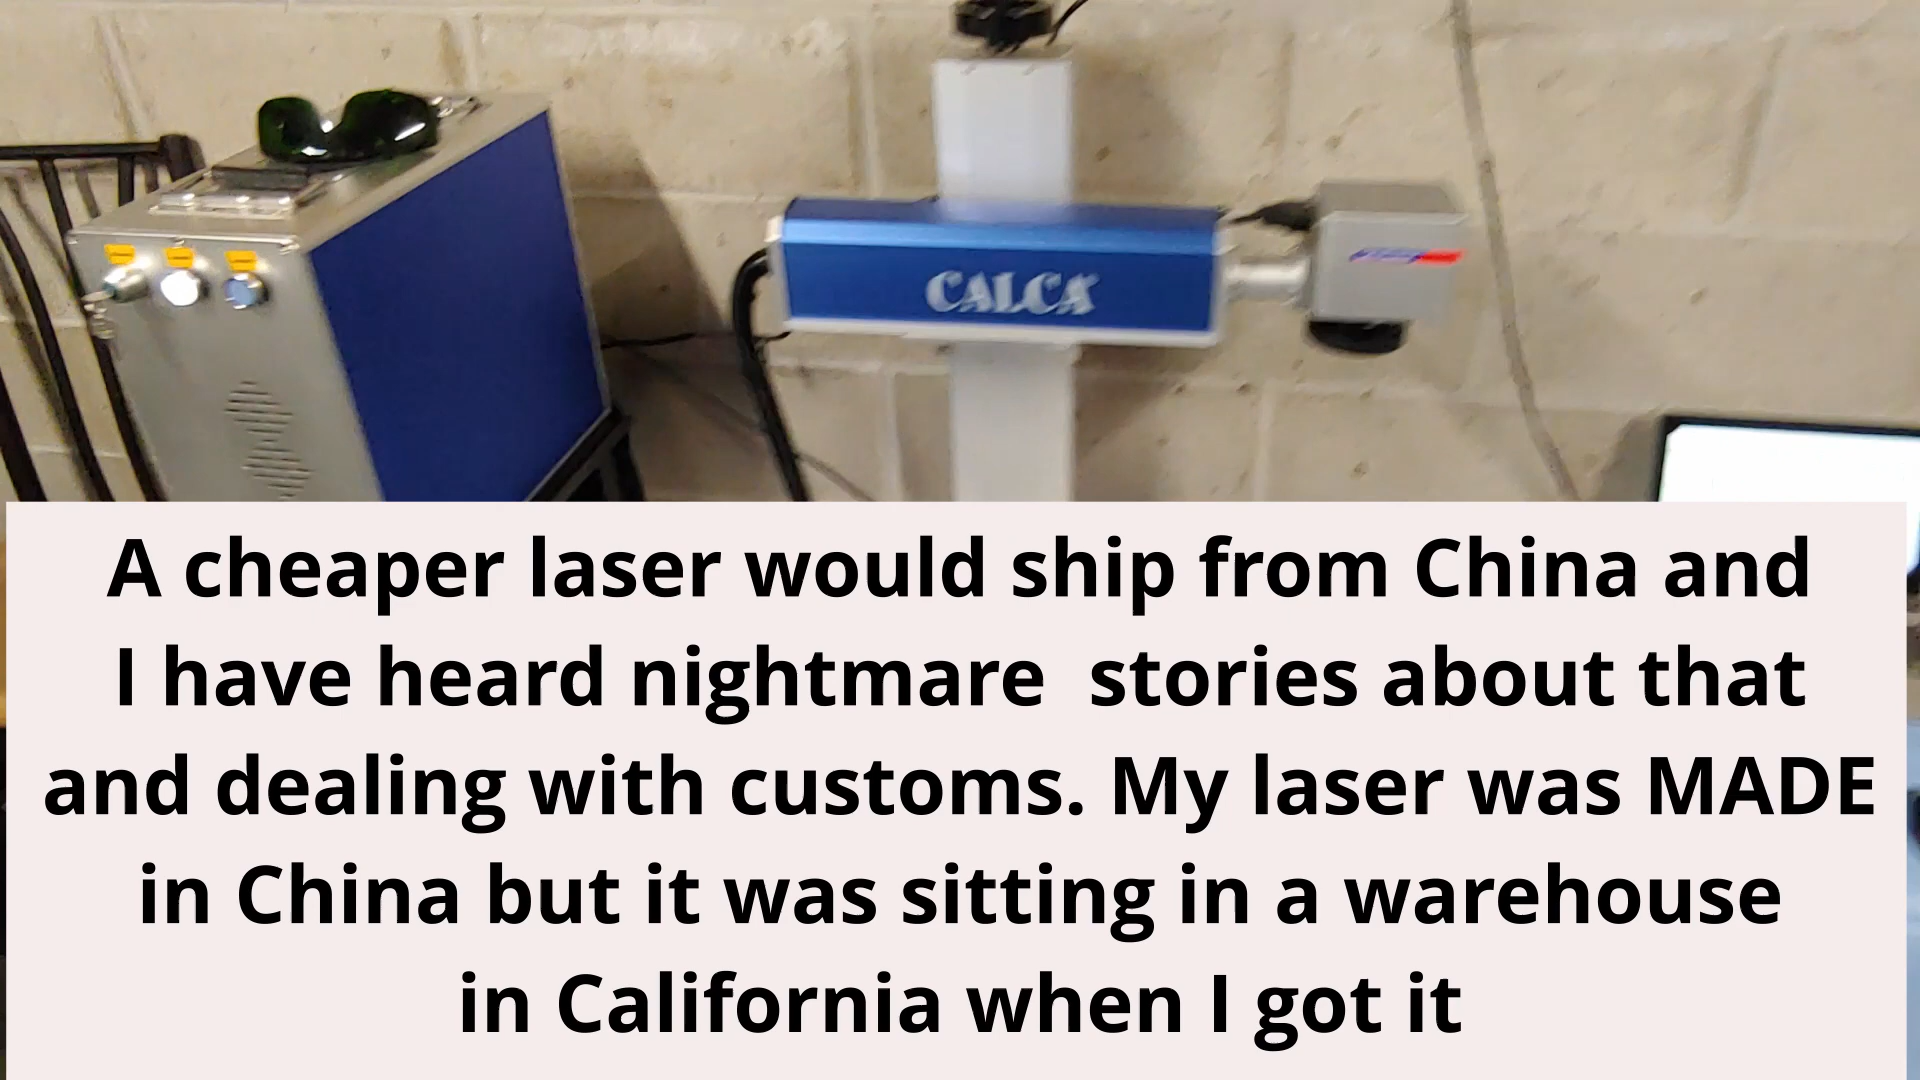 CALCA
A cheaper laser would ship from China and
I have heard nightmare  stories about that
and dealing with customs. My laser was MADE
in China but it was sitting in a warehouse
in California when I got it